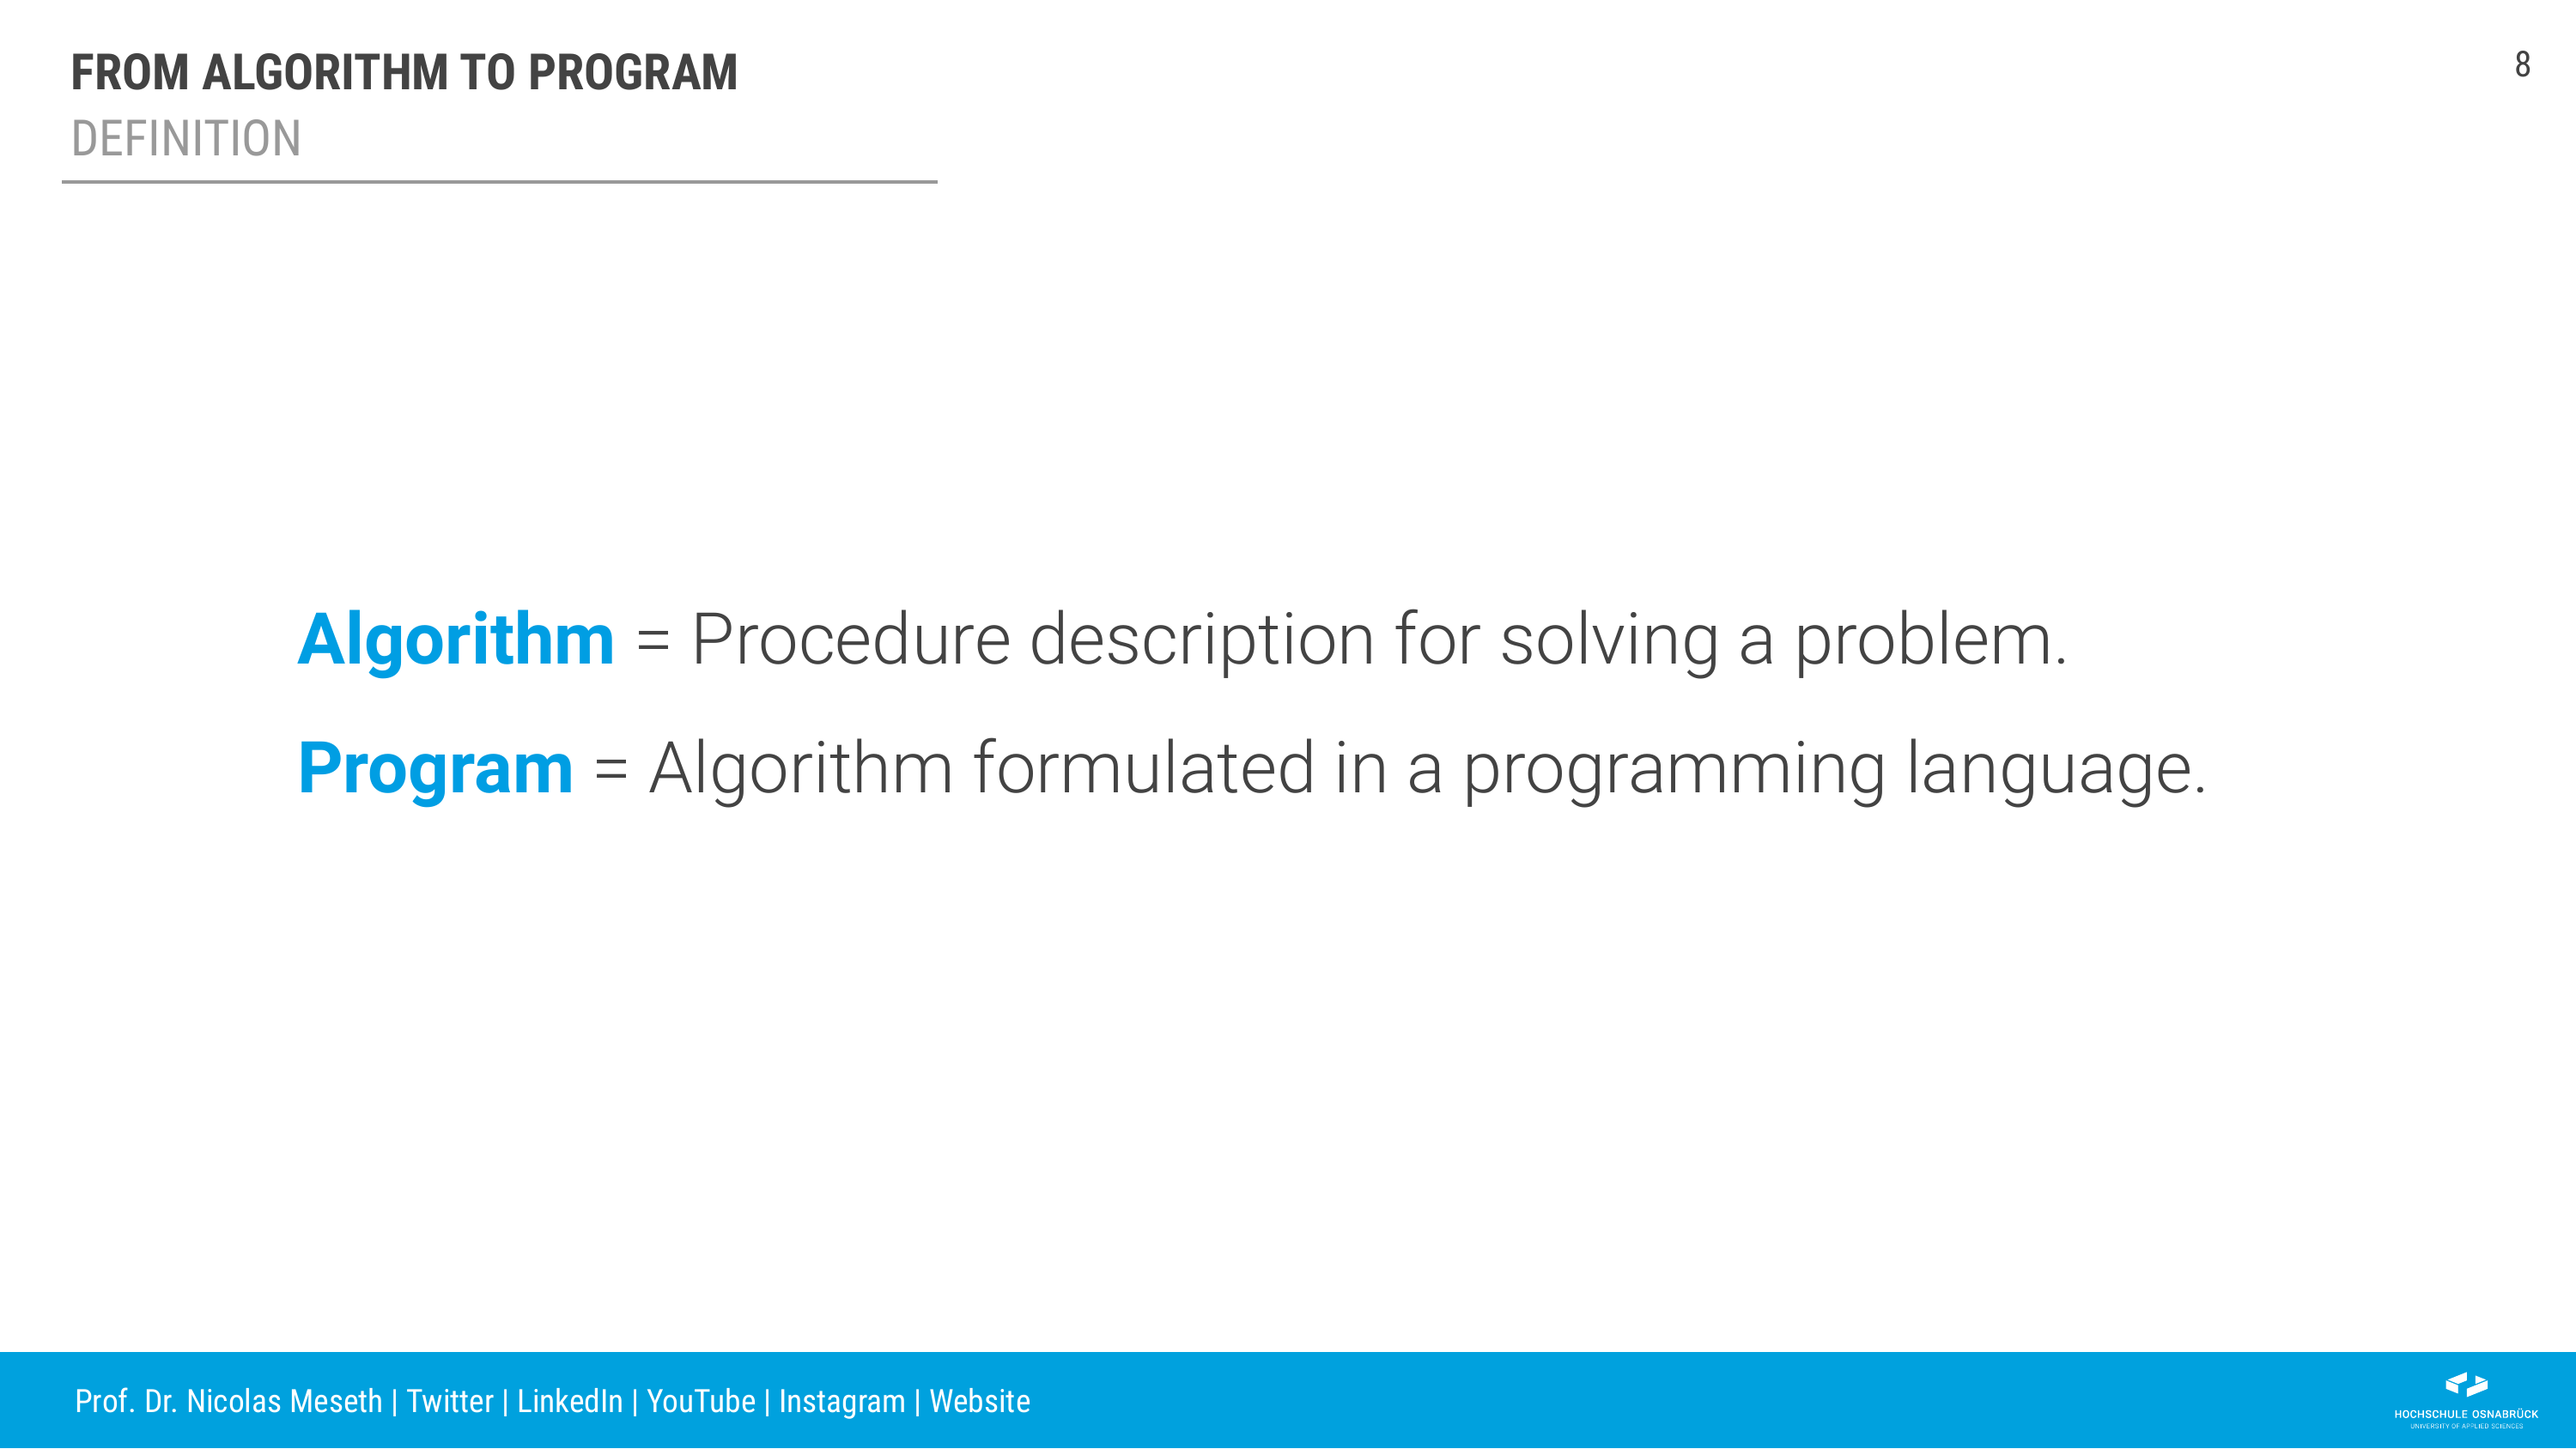 FROM ALGORITHM TO PROGRAM
8
DEFINITION
Algorithm = Procedure description for solving a problem.
Program = Algorithm formulated in a programming language.
Prof. Dr. Nicolas Meseth | Twitter | LinkedIn | YouTube | Instagram | Website
HOCHSCHULE OSNABRÜCK
UNIVERSITY OF APPLIED SCIENCES